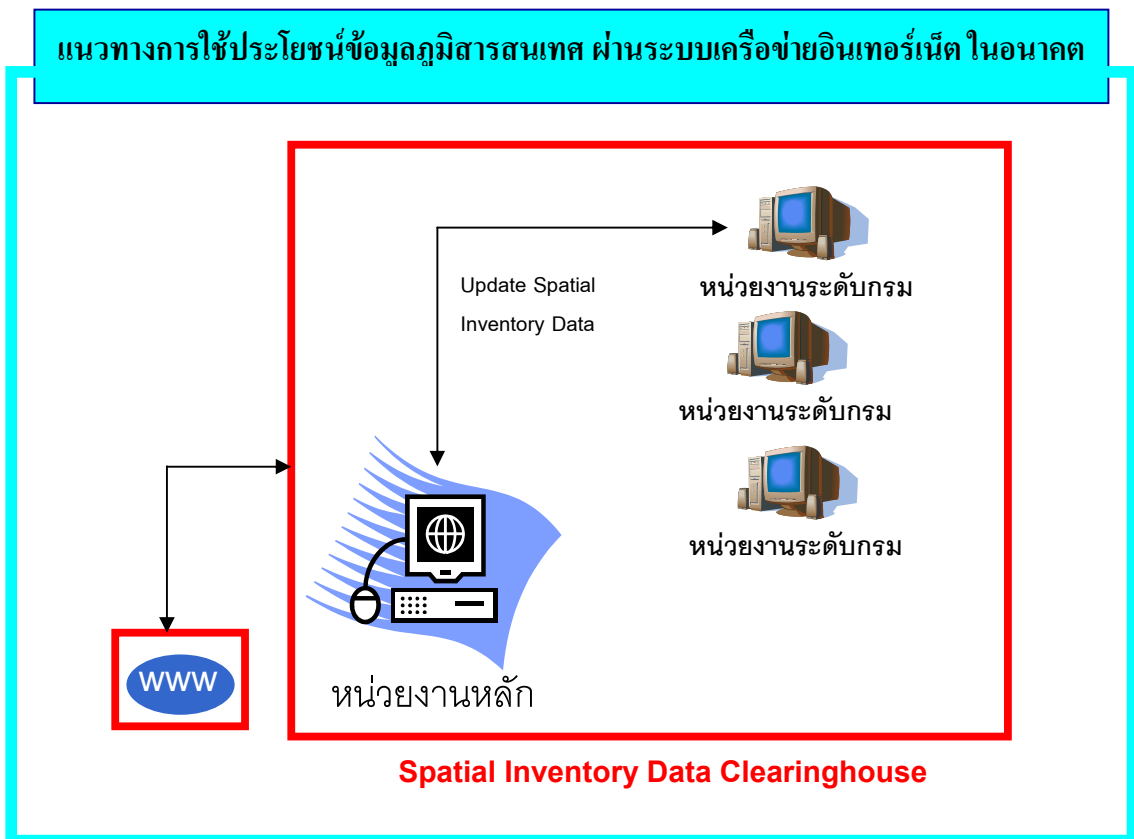 แนวทางการใช้ประโยชน์ข้อมูลภูมิสารสนเทศ ผ่านระบบเครือข่ายอินเทอร์เน็ต ในอนาคต
Update Spatial
Inventory Data
หน่วยงานระดับกรม
หน่วยงานระดับกรม
หน่วยงานระดับกรม
WWW
หน่วยงานหลัก
Spatial Inventory Data Clearinghouse